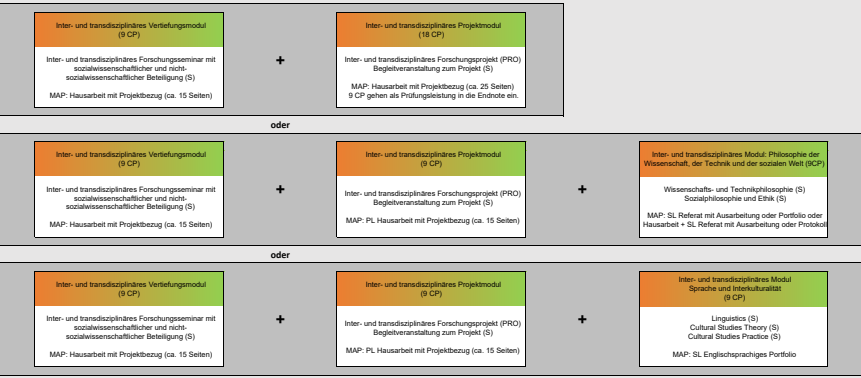 Inter- und transdisziplinäres Vertiefungsmodul
(9 CP)
Inter- und transdisziplinäres Forschungsseminar mit
sozialwissenschaftlicher und nicht-
sozialwissenschaftlicher Beteiligung (S)
MAP: Hausarbeit mit Projektbezug (ca. 15 Seiten)
+
Inter- und transdisziplinäres Projektmodul
(18 CP)
Inter- und transdisziplinäres Forschungsprojekt (PRO)
Begleitveranstaltung zum Projekt (S)
MAP: Hausarbeit mit Projektbezug (ca. 25 Seiten)
9 CP gehen als Prüfungsleistung in die Endnote ein.
oder
Inter- und transdisziplinäres Vertiefungsmodul
(9 CP)
Inter- und transdisziplinäres Forschungsseminar mit
sozialwissenschaftlicher und nicht-
sozialwissenschaftlicher Beteiligung (S)
MAP: Hausarbeit mit Projektbezug (ca. 15 Seiten)
+
Inter- und transdisziplinäres Projektmodul
(9 CP)
Inter- und transdisziplinäres Forschungsprojekt (PRO)
Begleitveranstaltung zum Projekt (S)
MAP: PL Hausarbeit mit Projektbezug (ca. 15 Seiten)
+
Inter- und transdisziplinäres Modul: Philosophie der
Wissenschaft, der Technik und der sozialen Welt (9CP)
Wissenschafts- und Technikphilosophie (S)
Sozialphilosophie und Ethik (S)
MAP: SL Referat mit Ausarbeitung oder Portfolio oder
Hausarbeit + SL Referat mit Ausarbeitung oder Protokoll
oder
Inter- und transdisziplinäres Vertiefungsmodul
(9 CP)
Inter- und transdisziplinäres Forschungsseminar mit
sozialwissenschaftlicher und nicht-
sozialwissenschaftlicher Beteiligung (S)
MAP: Hausarbeit mit Projektbezug (ca. 15 Seiten)
+
Inter- und transdisziplinäres Projektmodul
(9 CP)
Inter- und transdisziplinäres Forschungsprojekt (PRO)
Begleitveranstaltung zum Projekt (S)
MAP: PL Hausarbeit mit Projektbezug (ca. 15 Seiten)
+
Inter- und transdisziplinäres Modul
Sprache und Interkulturalität
(9 CP)
Linguistics (S)
Cultural Studies Theory (S)
Cultural Studies Practice (S)
MAP: SL Englischsprachiges Portfolio